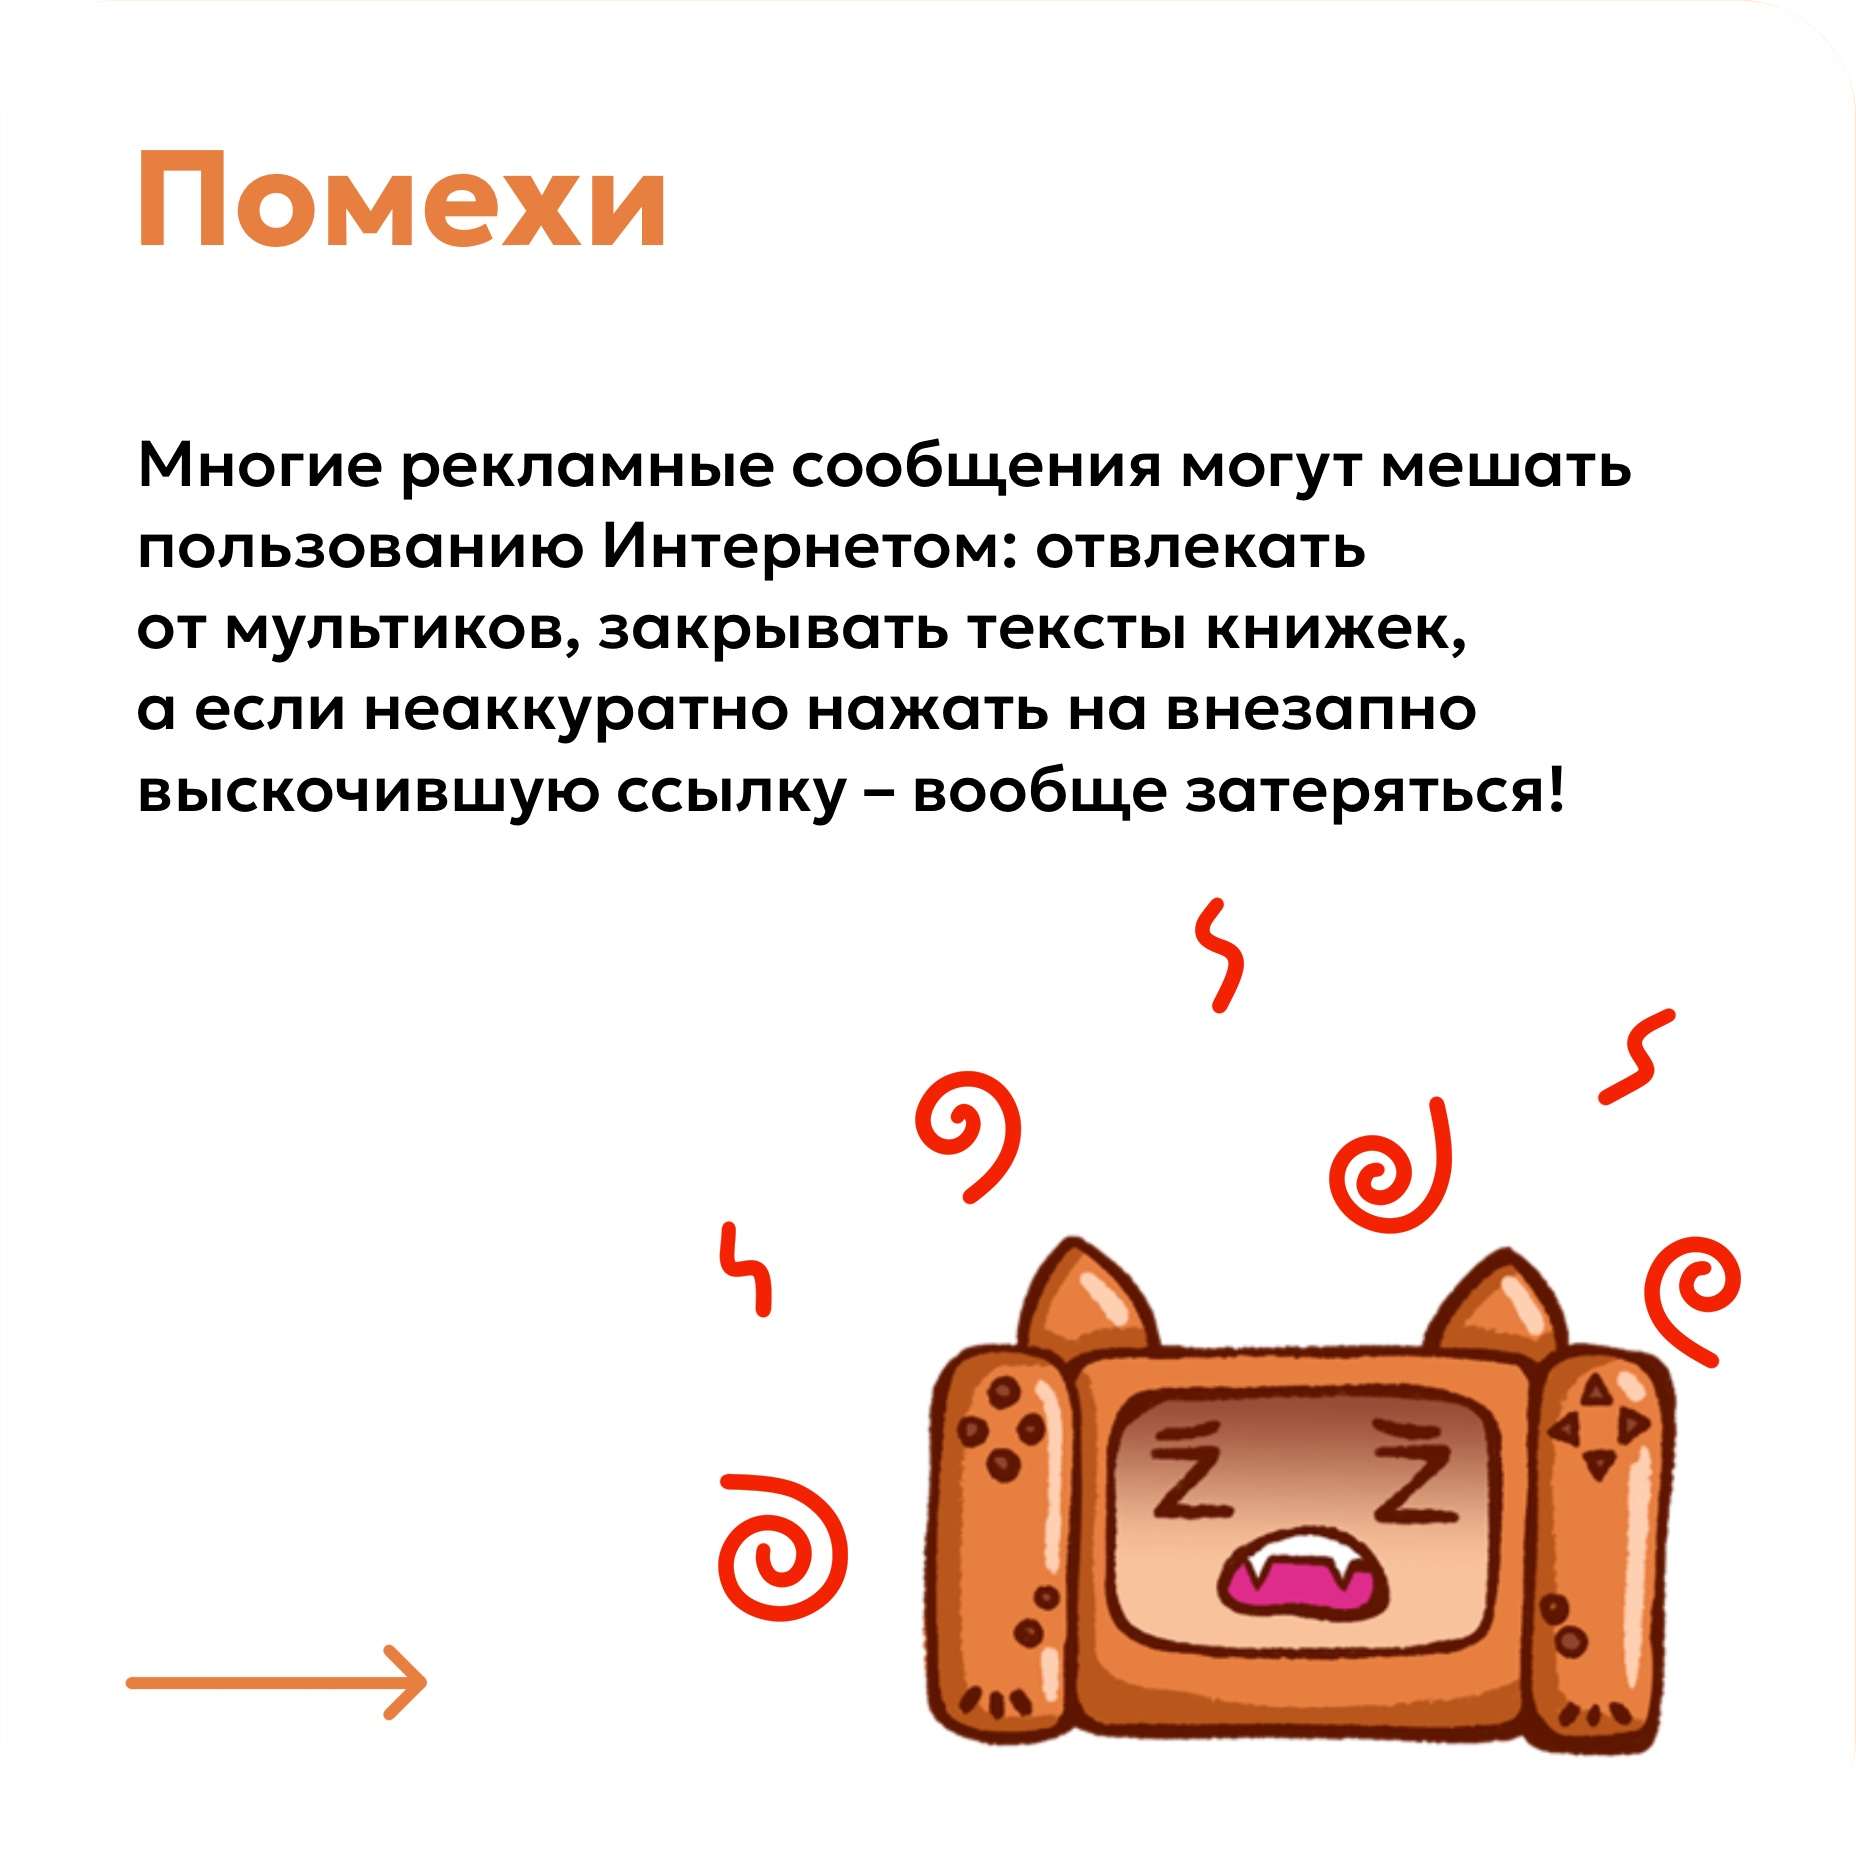 Помехи
Многие рекламные сообщения могут мешать
пользованию Интернетом: отвлекать
от мультиков, закрывать тексты книжек,
а если неаккуратно нажать на внезапно
выскочившую ссылку – вообще затеряться!